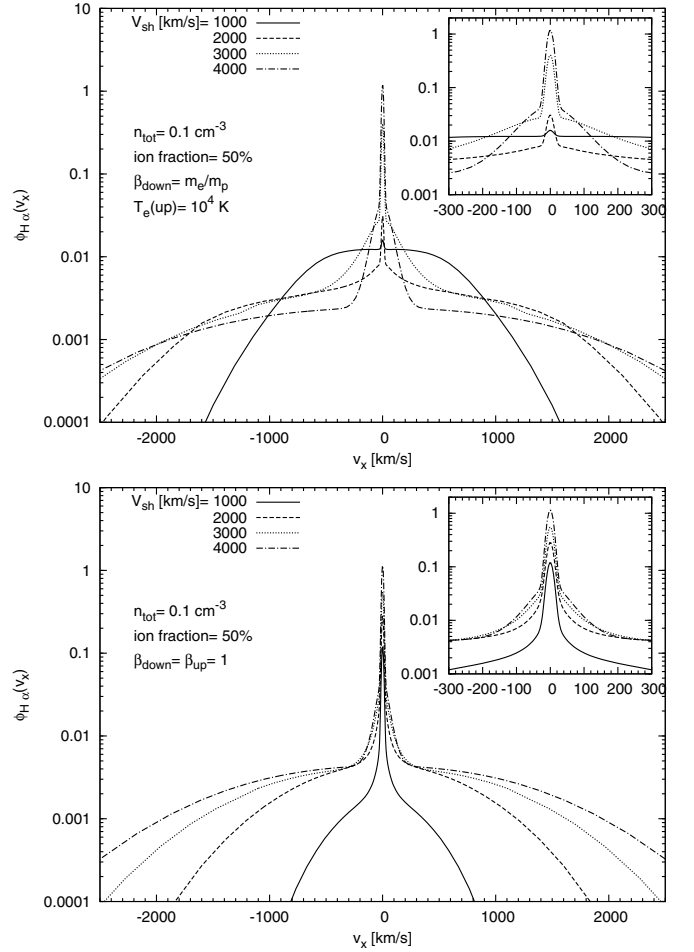 V_sh [km/s]= 1000
2000
3000
4000
n_tot= 0.1 cm^-3
ion fraction= 50%
β_down= m_e/m_p
T_e(up)= 10^4 K
10
1
0.1
0.01
0.001
0.0001
ϕ_H α(v_x)
-2000 -1000 0 1000 2000
v_x [km/s]
1
0.1
0.01
0.001
-300 -200 -100 0 100 200 300
V_sh [km/s]= 1000
2000
3000
4000
n_tot= 0.1 cm^-3
ion fraction= 50%
β_down= β_up= 1
10
1
0.1
0.01
0.001
0.0001
ϕ_H α(v_x)
-2000 -1000 0 1000 2000
v_x [km/s]
1
0.1
0.01
0.001
-300 -200 -100 0 100 200 300